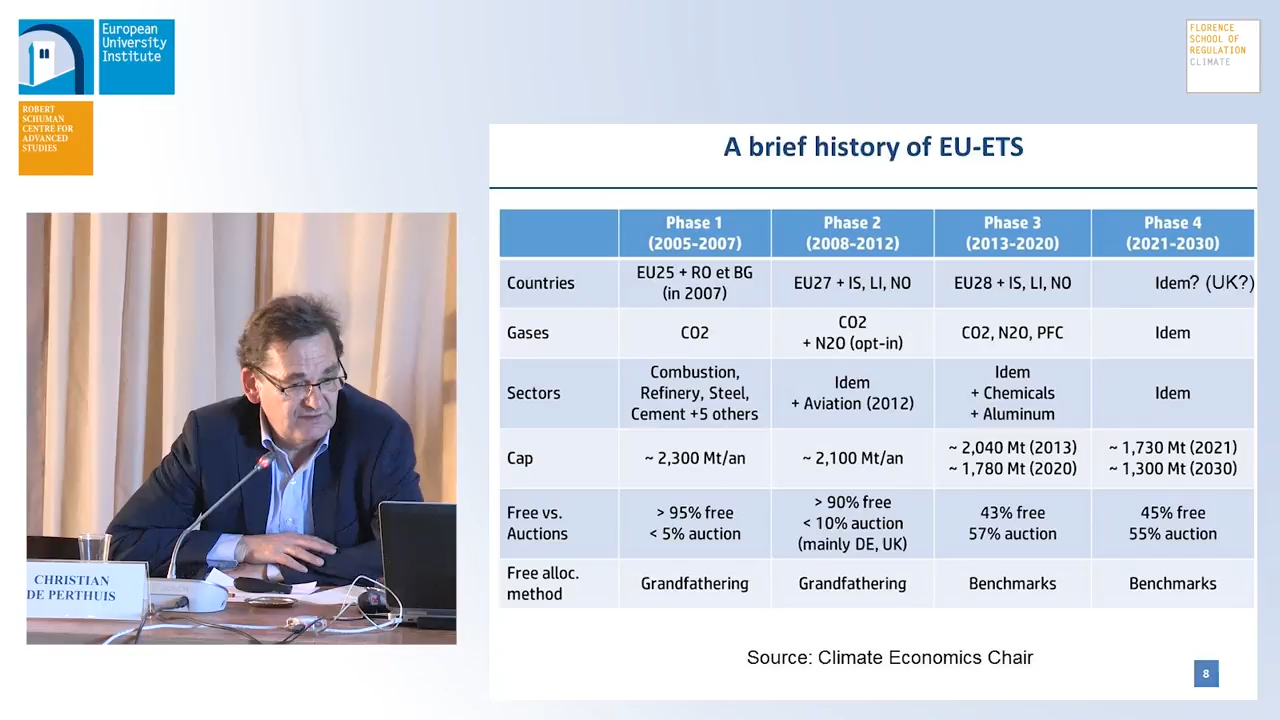 European
University
Institute
ROBERT
SCHUMAN
CENTRE FOR
ADVANCED
STUDIES
FLORENCE
SCHOOL OF
REGULATION
CLIMATE
CHRISTIAN
DE PERTHUIS
A brief history of EU-ETS
Phase 1 (2005-2007) Phase 2 (2008-2012) Phase 3 (2013-2020) Phase 4 (2021-2030)
Countries EU25 + RO et BG (in 2007) EU27 + IS, LI, NO EU28 + IS, LI, NO Idem? (UK?)
Gases CO2 CO2 + N2O (opt-in) CO2, N2O, PFC Idem
Sectors Combustion, Refinery, Steel, Cement +5 others Idem + Aviation (2012) Idem + Chemicals + Aluminum Idem
Cap ~ 2,300 Mt/an ~ 2,100 Mt/an ~ 2,040 Mt (2013) ~ 1,780 Mt (2020) ~ 1,730 Mt (2021) ~ 1,300 Mt (2030)
Free vs. Auctions > 95% free < 5% auction > 90% free < 10% auction (mainly DE, UK) 43% free 57% auction 45% free 55% auction
Free alloc. method Grandfathering Grandfathering Benchmarks Benchmarks
Source: Climate Economics Chair
8